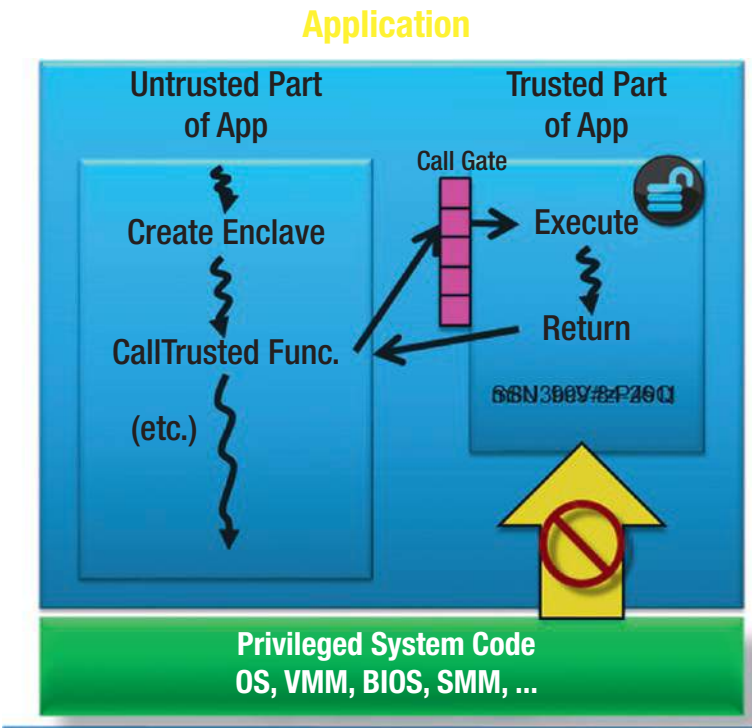 Application
Untrusted Part
of App
Trusted Part
of App
Call Gate
Create Enclave
Execute
CallTrusted Func.
Return
(etc.)
Privileged System Code
OS, VMM, BIOS, SMM, ...